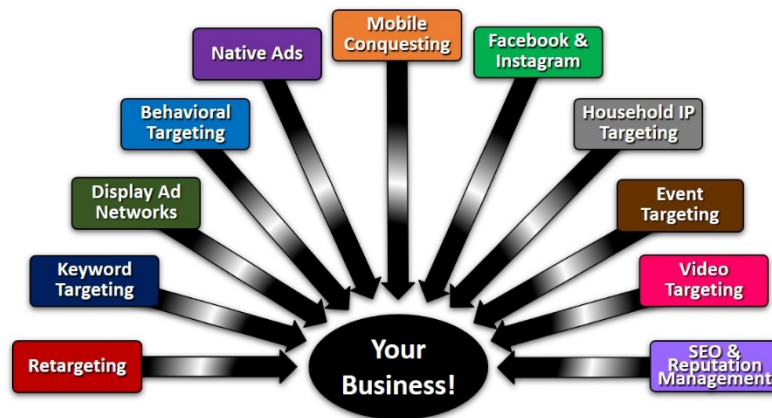 Mobile
Conquesting
Native Ads
Facebook &
Instagram
Behavioral
Targeting
Household IP
Targeting
Display Ad
Networks
Event
Targeting
Keyword
Targeting
Video
Targeting
Retargeting
Your
Business!
SEO &
Reputation
Management